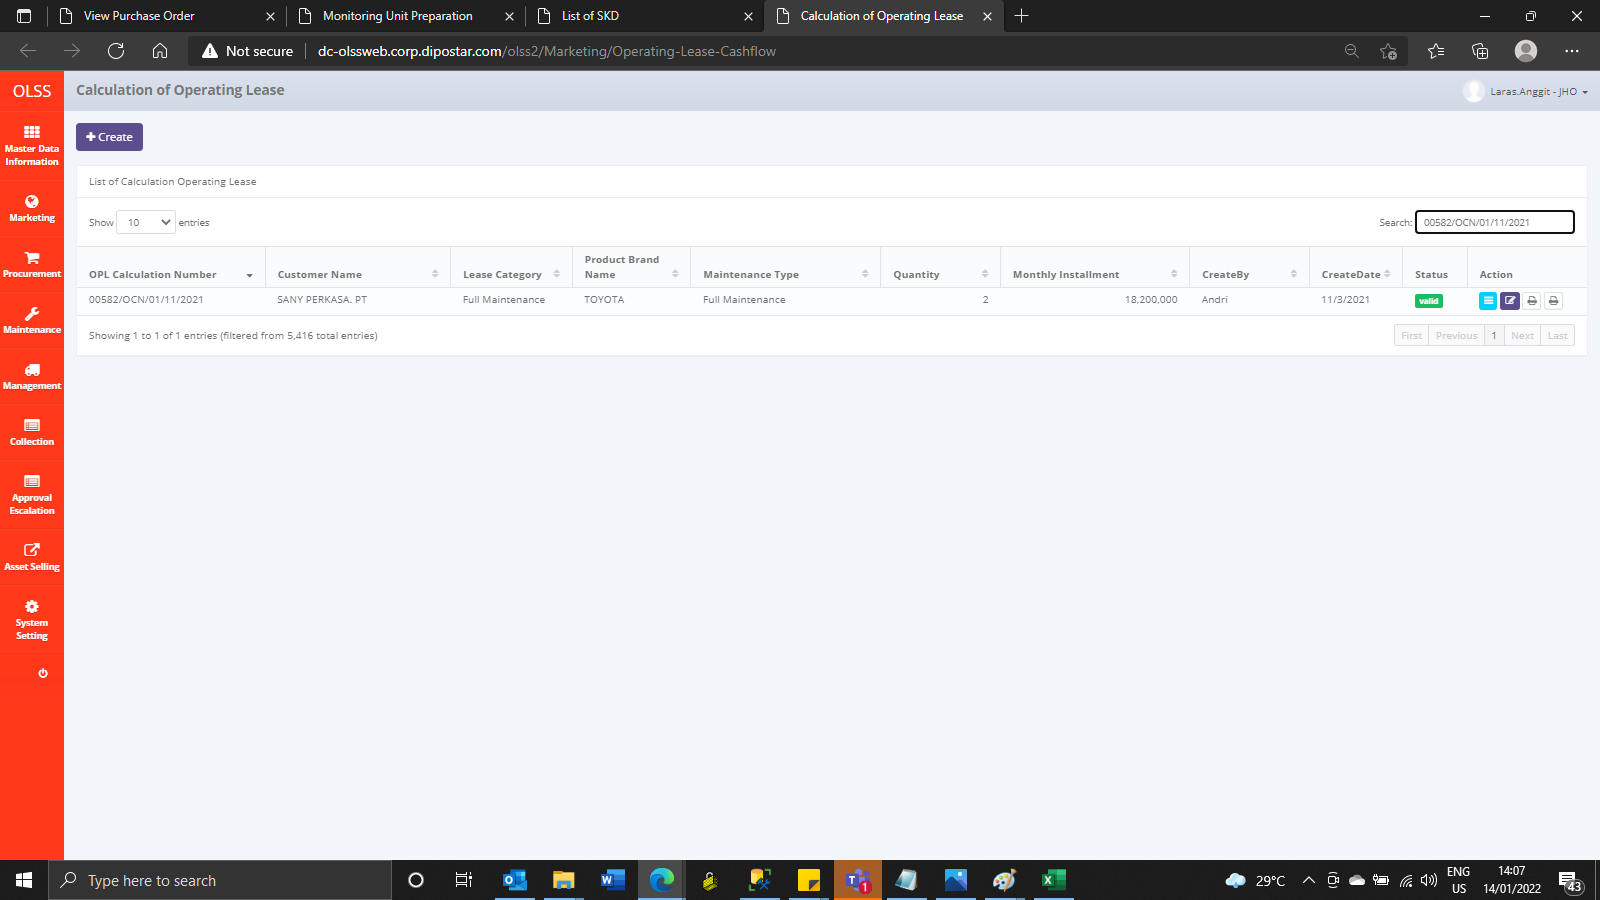 View Purchase Order
Monitoring Unit Preparation
List of SKD
Calculation of Operating Lease
Not secure
dc-olssweb.corp.dipostar.com/olss2/Marketing/Operating-Lease-Cashflow
OLSS
Calculation of Operating Lease
Laras.Anggit - JHO
Master Data
Information
Marketing
Procurement
Maintenance
Management
Collection
Approval
Escalation
Asset Selling
System
Setting
Create
List of Calculation Operating Lease
Show 10 entries
Search: 00582/OCN/01/11/2021
OPL Calculation Number Customer Name Lease Category Product Brand Name Maintenance Type Quantity Monthly Installment CreateBy CreateDate Status Action
00582/OCN/01/11/2021 SANY PERKASA. PT Full Maintenance TOYOTA Full Maintenance 2 18,200,000 Andri 11/3/2021 valid
Showing 1 to 1 of 1 entries (filtered from 5,416 total entries)
First Previous 1 Next Last
Type here to search
1
29°C
ENG
US
14:07
14/01/2022
43